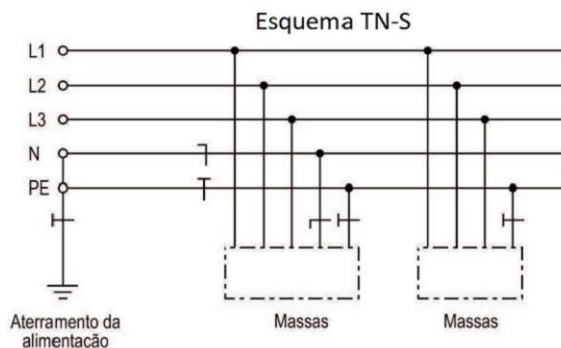 Esquema TN-S
L1
L2
L3
N
PE
Aterramento da
alimentação
Massas
Massas